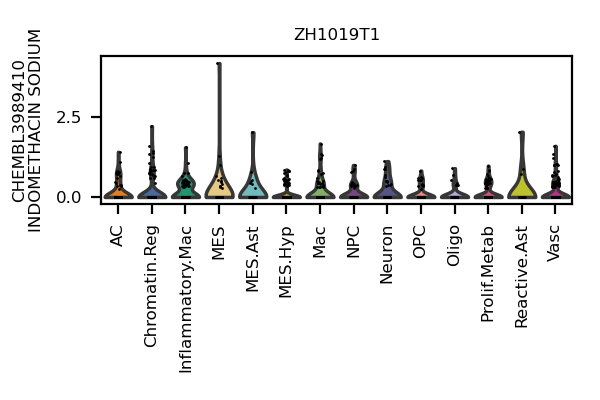 ZH1019T1
CHEMBL3989410
INDOMETHACIN SODIUM
2.5
0.0
AC
Chromatin.Reg
Inflammatory.Mac
MES
MES.Ast
MES.Hyp
Mac
NPC
Neuron
OPC
Oligo
Prolif.Metab
Reactive.Ast
Vasc